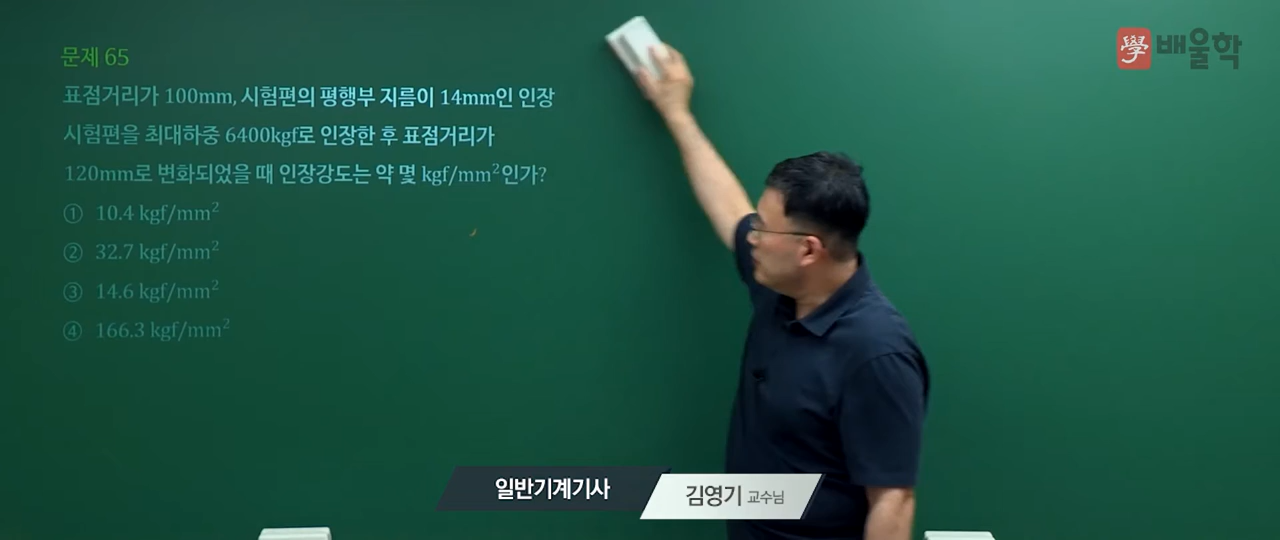 學 배울학
문제 65
표점거리가 100mm, 시험편의 평행부 지름이 14mm인 인장
시험편을 최대하중 6400kgf로 인장한 후 표점거리가
120mm로 변화되었을 때 인장강도는 약 몇 kgf/mm²인가?
① 10.4 kgf/mm²
② 32.7 kgf/mm²
③ 14.6 kgf/mm²
④ 166.3 kgf/mm²
일반기계기사 김영기 교수님